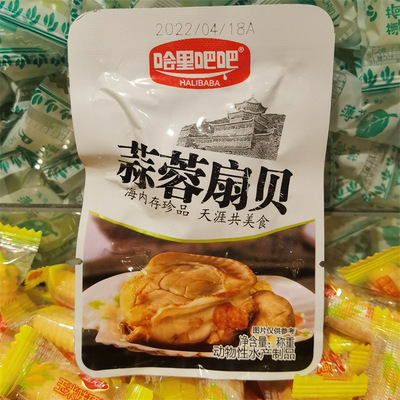 2022/04/18A
哈里吧吧®
HALIBABA
蒜蓉扇贝
海内存珍品 天涯共美食
图片仅供参考
净含量:称重
动物性水产制品